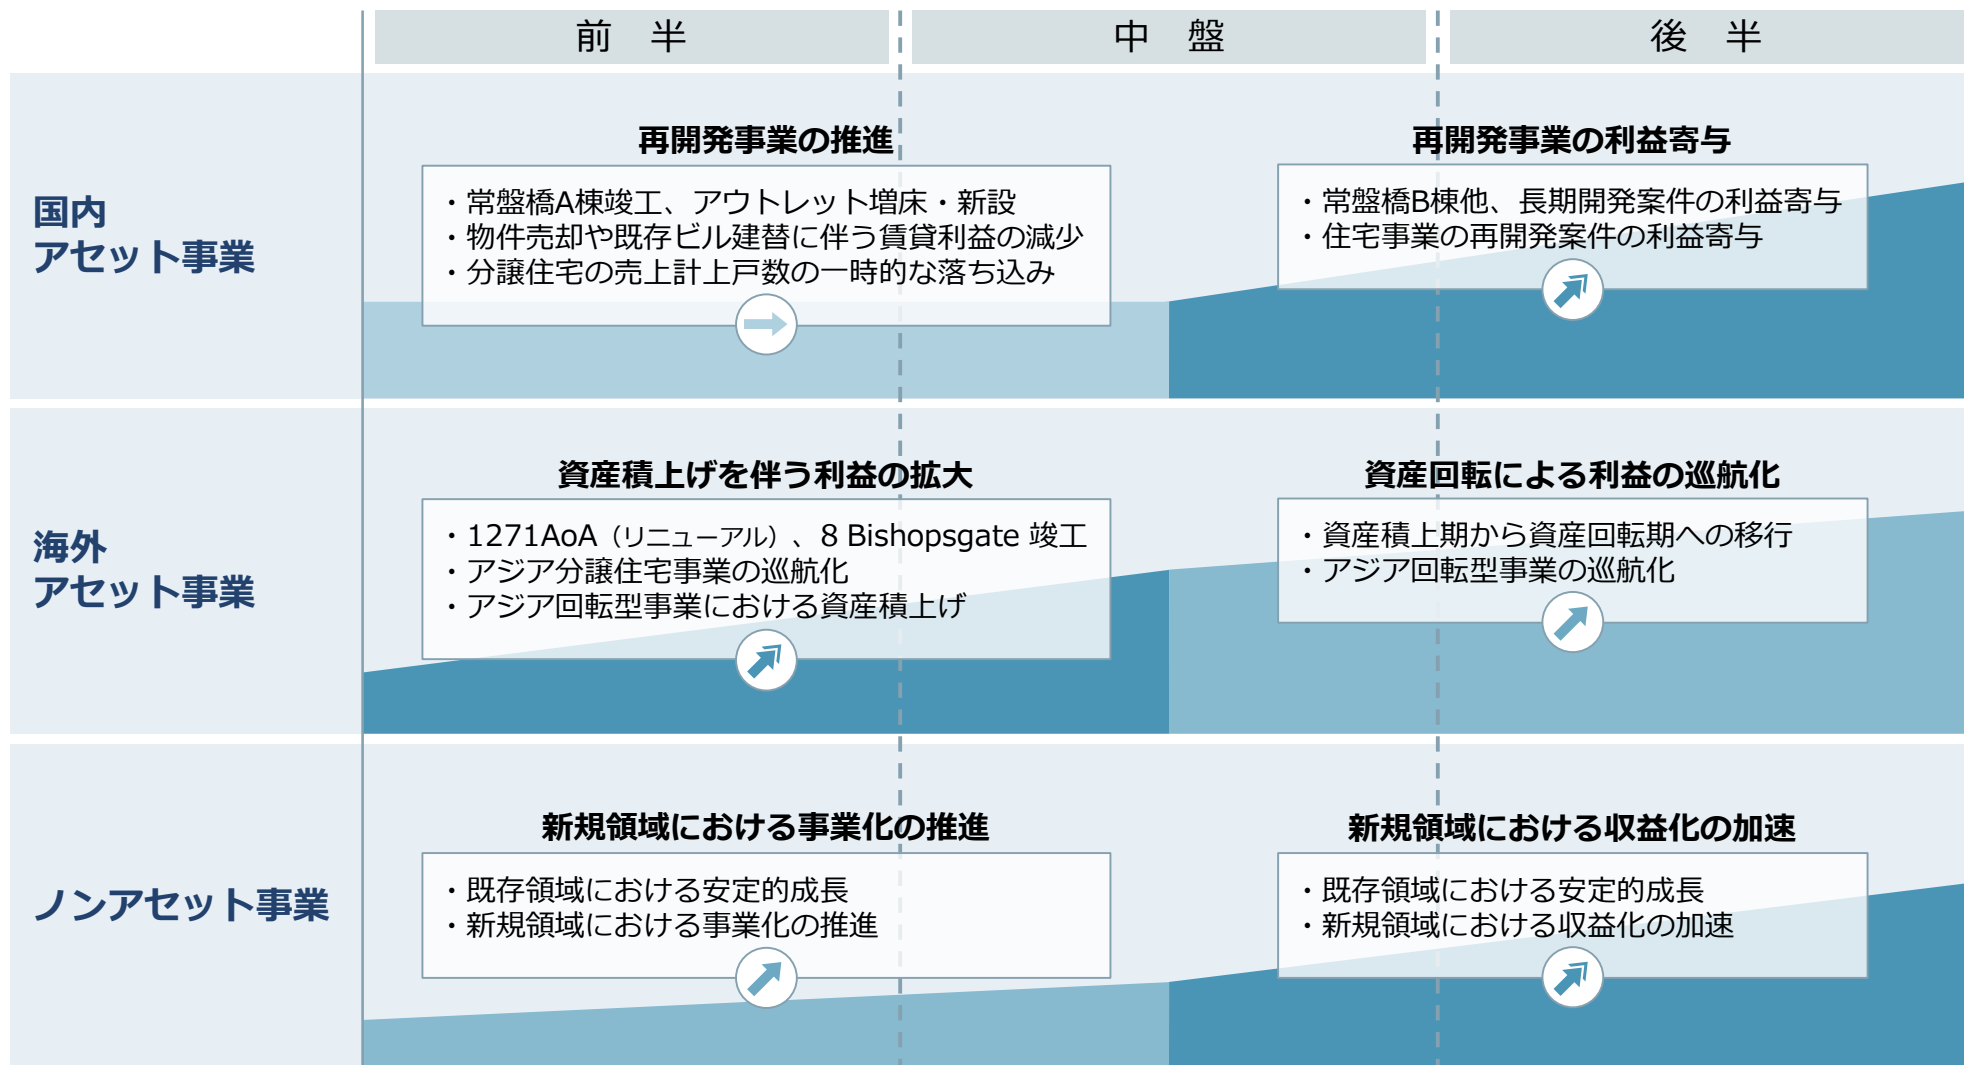 前　半
中　盤
後　半
国内
アセット事業
再開発事業の推進
・常盤橋A棟竣工、アウトレット増床・新設
・物件売却や既存ビル建替に伴う賃貸利益の減少
・分譲住宅の売上計上戸数の一時的な落ち込み
再開発事業の利益寄与
・常盤橋B棟他、長期開発案件の利益寄与
・住宅事業の再開発案件の利益寄与
海外
アセット事業
資産積上げを伴う利益の拡大
・1271AoA（リニューアル）、8 Bishopsgate 竣工
・アジア分譲住宅事業の巡航化
・アジア回転型事業における資産積上げ
資産回転による利益の巡航化
・資産積上期から資産回転期への移行
・アジア回転型事業の巡航化
ノンアセット事業
新規領域における事業化の推進
・既存領域における安定的成長
・新規領域における事業化の推進
新規領域における収益化の加速
・既存領域における安定的成長
・新規領域における収益化の加速